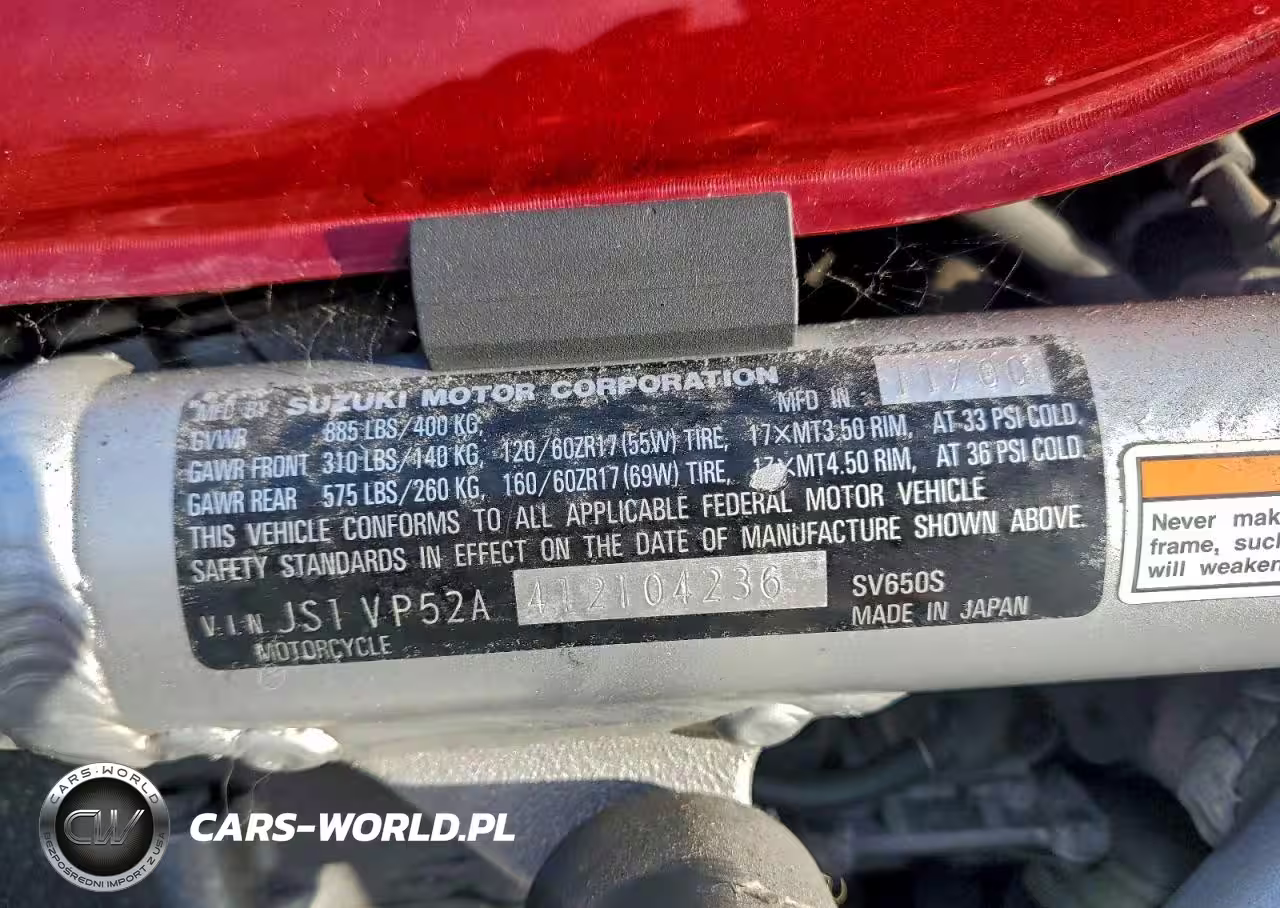 MFD BY SUZUKI MOTOR CORPORATION MFD IN 11/00
GVWR 885 LBS/400 KG,
GAWR FRONT 310 LBS/140 KG, 120/60ZR17(55W) TIRE, 17×MT3.50 RIM, AT 33 PSI COLD.
GAWR REAR 575 LBS/260 KG, 160/60ZR17(69W) TIRE, 17×MT4.50 RIM, AT 36 PSI COLD.
THIS VEHICLE CONFORMS TO ALL APPLICABLE FEDERAL MOTOR VEHICLE
SAFETY STANDARDS IN EFFECT ON THE DATE OF MANUFACTURE SHOWN ABOVE.
V.I.N. JS1VP52A 412104236 SV650S
MOTORCYCLE MADE IN JAPAN
Never mak
frame, such
will weaken
CARS-WORLD
CW
BEZPOŚREDNI IMPORT Z USA
CARS-WORLD.PL